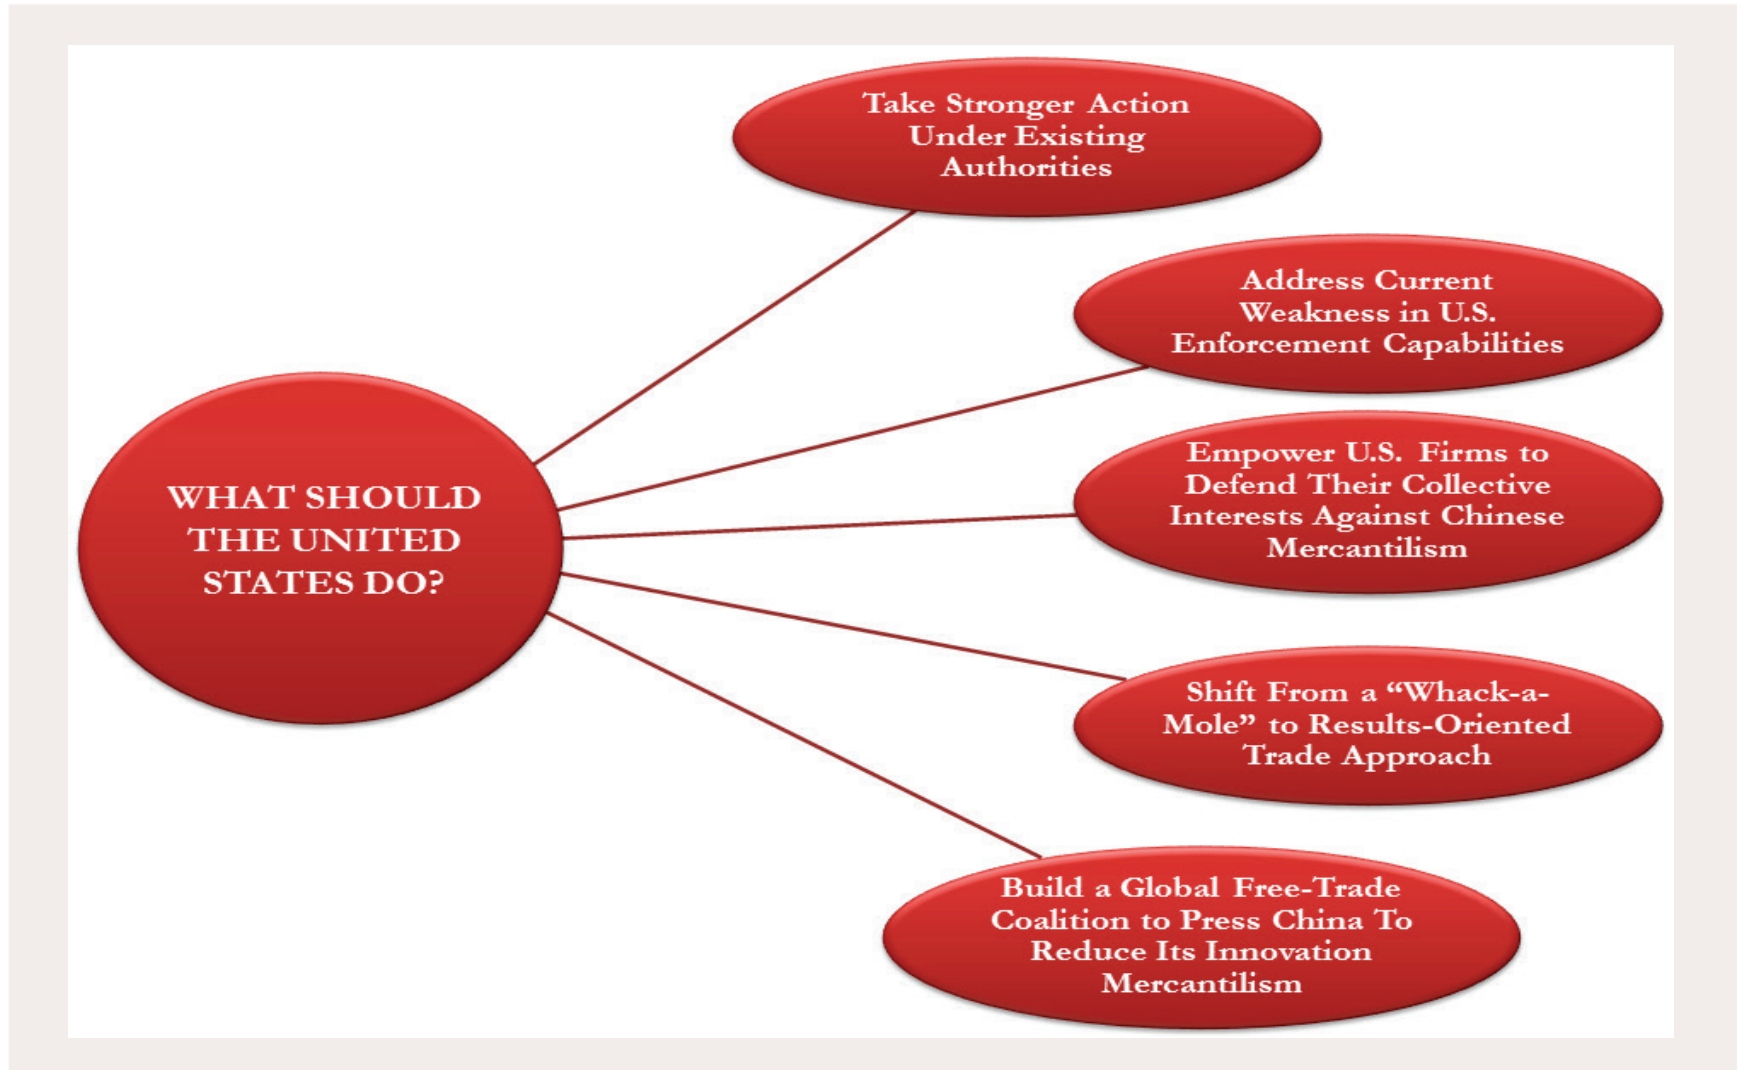 Take Stronger Action
Under Existing
Authorities
Address Current
Weakness in U.S.
Enforcement Capabilities
WHAT SHOULD
THE UNITED
STATES DO?
Empower U.S. Firms to
Defend Their Collective
Interests Against Chinese
Mercantilism
Shift From a “Whack-a-
Mole” to Results-Oriented
Trade Approach
Build a Global Free-Trade
Coalition to Press China To
Reduce Its Innovation
Mercantilism